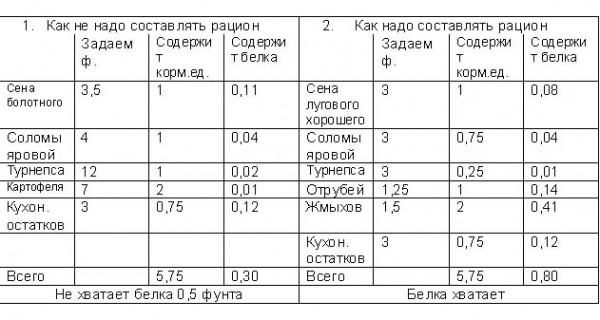 1. Как не надо составлять рацион
Задаем ф. Содержит корм.ед. Содержит белка
Сена болотного 3,5 1 0,11
Соломы яровой 4 1 0,04
Турнепса 12 1 0,02
Картофеля 7 2 0,01
Кухон. остатков 3 0,75 0,12
Всего 5,75 0,30
Не хватает белка 0,5 фунта
2. Как надо составлять рацион
Задаем ф. Содержит корм.ед. Содержит белка
Сена лугового хорошего 3 1 0,08
Соломы яровой 3 0,75 0,04
Турнепса 3 0,25 0,01
Отрубей 1,25 1 0,14
Жмыхов 1,5 2 0,41
Кухон. остатков 3 0,75 0,12
Всего 5,75 0,80
Белка хватает